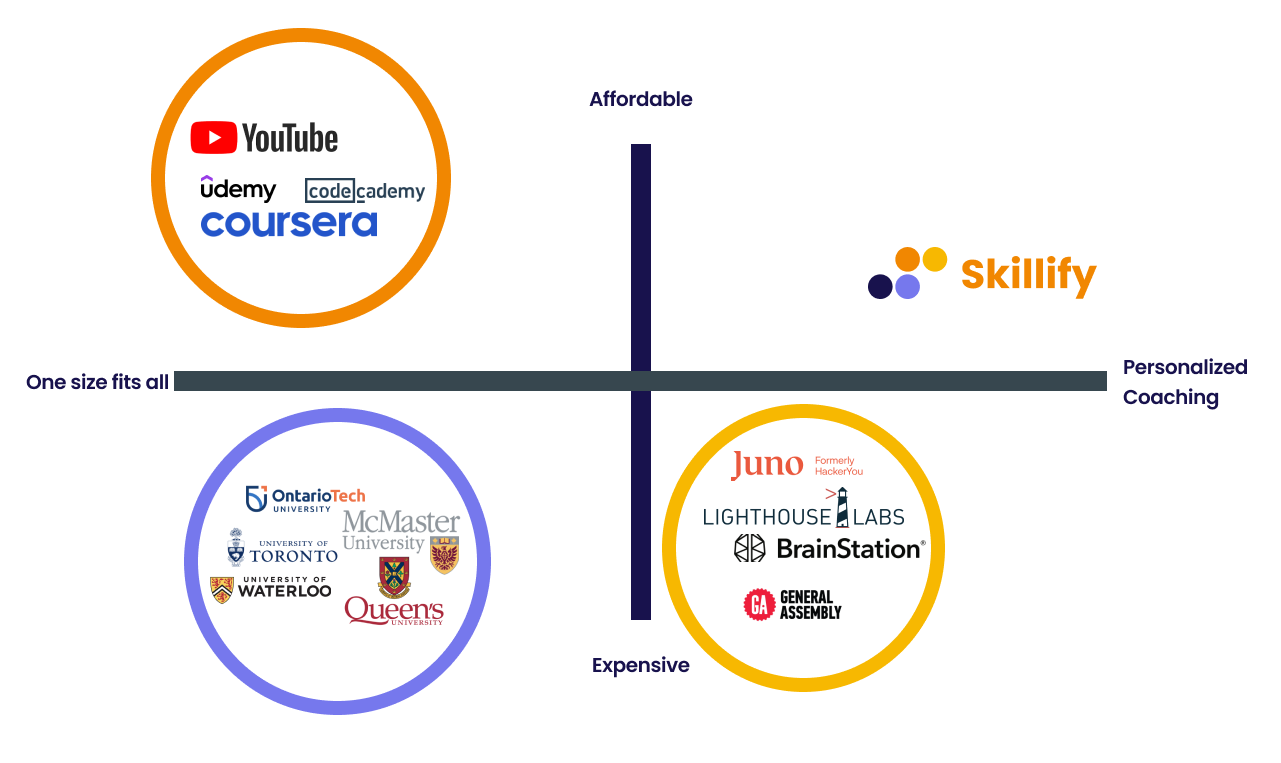 Affordable
YouTube
udemy
codecademy
coursera
Skillify
One size fits all
Personalized
Coaching
OntarioTech
UNIVERSITY
McMaster
University
UNIVERSITY OF
TORONTO
UNIVERSITY OF
WATERLOO
Queen's
UNIVERSITY
Juno
Formerly
HackerYou
LIGHTHOUSE LABS
BrainStation®
GA GENERAL
ASSEMBLY
Expensive